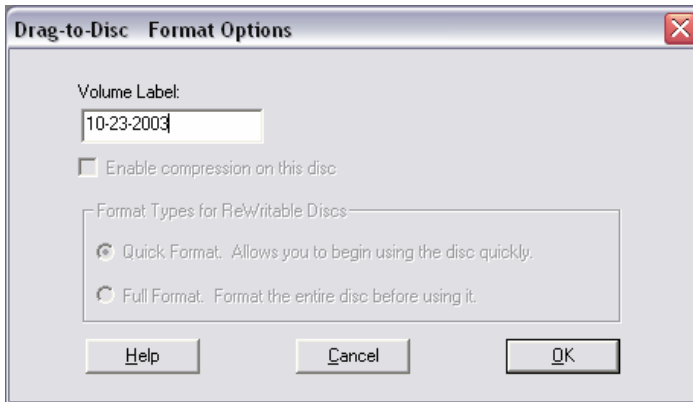 Drag-to-Disc Format Options
Volume Label:
10-23-2003
Enable compression on this disc
Format Types for ReWritable Discs
Quick Format. Allows you to begin using the disc quickly.
Full Format. Format the entire disc before using it.
Help Cancel OK